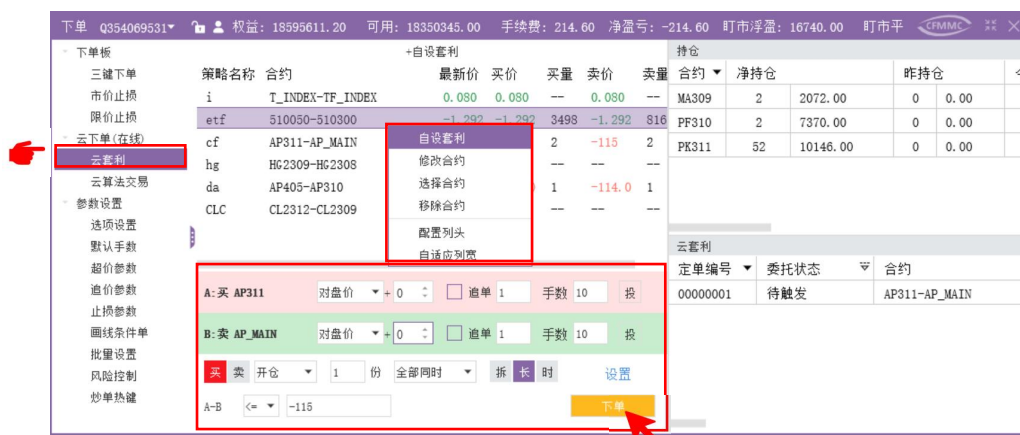 下单 Q354069531 权益: 18595611.20 可用: 18350345.00 手续费: 214.60 净盈亏: -214.60 盯市浮盈: 16740.00 盯市平 CFMMC
下单板
三键下单
市价止损
限价止损
云下单(在线)
云套利
云算法交易
参数设置
选项设置
默认手数
超价参数
追价参数
止损参数
画线条件单
批量设置
风险控制
炒单热键
+自设套利
策略名称 合约 最新价 买价 买量 卖价 卖量
i T_INDEX-TF_INDEX 0.080 0.080 -- 0.080 --
etf 510050-510300 -1.292 -1.292 3498 -1.292 816
cf AP311-AP_MAIN 2 -115 2
hg HG2309-HG2308 -- -- --
da AP405-AP310 1 -114.0 1
CLC CL2312-CL2309 -- -- --
自设套利
修改合约
选择合约
移除合约
配置列头
自适应列宽
A:买 AP311 对盘价 + 0 追单 1 手数 10 投
B:卖 AP_MAIN 对盘价 + 0 追单 1 手数 10 投
买 卖 开仓 1 份 全部同时 拆 长 时 设置
A-B <= -115 下单
持仓
合约 净持仓 昨持仓
MA309 2 2072.00 0 0.00
PF310 2 7370.00 0 0.00
PK311 52 10146.00 0 0.00
云套利
定单编号 委托状态 合约
00000001 待触发 AP311-AP_MAIN